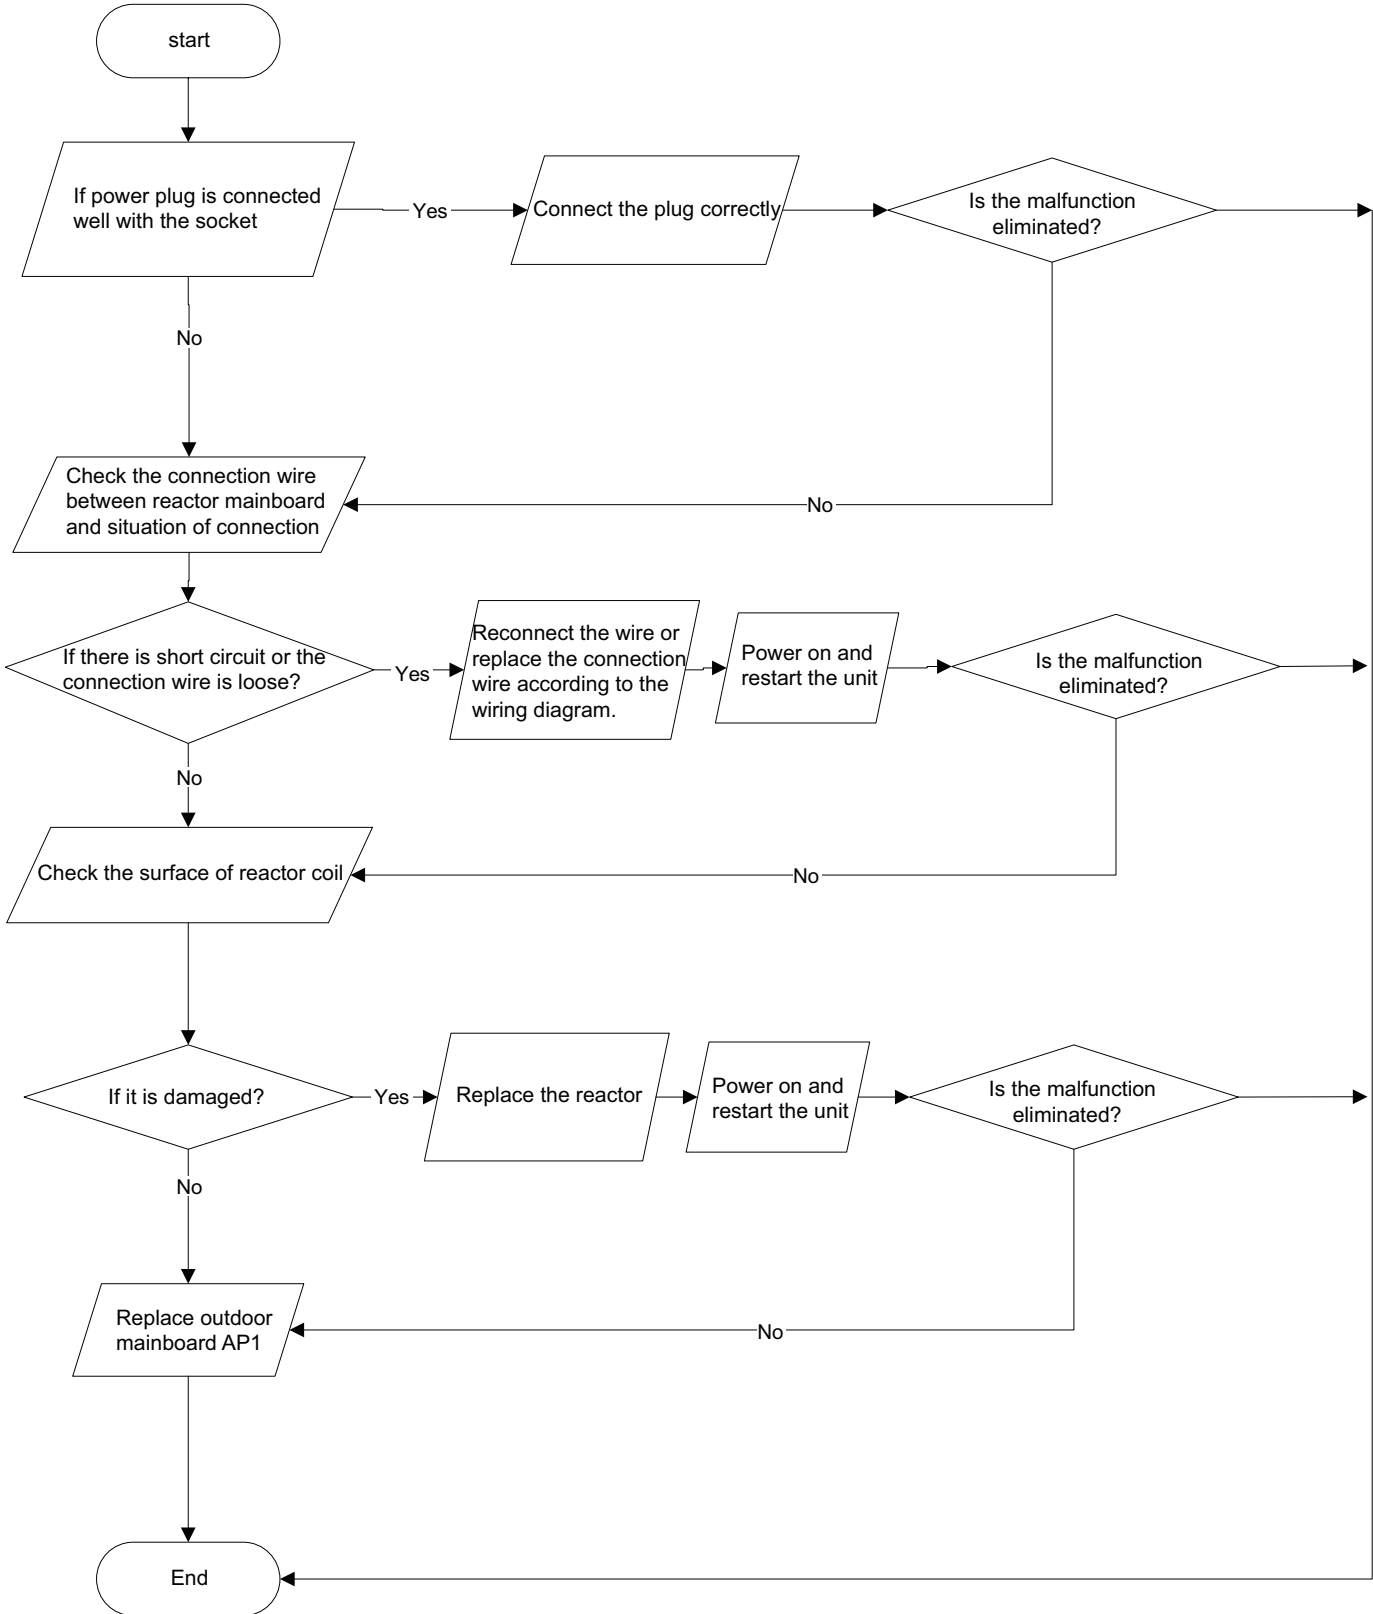 start
If power plug is connected
well with the socket
Yes
Connect the plug correctly
Is the malfunction
eliminated?
No
Check the connection wire
between reactor mainboard
and situation of connection
No
If there is short circuit or the
connection wire is loose?
Yes
Reconnect the wire or
replace the connection
wire according to the
wiring diagram.
Power on and
restart the unit
Is the malfunction
eliminated?
No
Check the surface of reactor coil
No
If it is damaged?
Yes
Replace the reactor
Power on and
restart the unit
Is the malfunction
eliminated?
No
Replace outdoor
mainboard AP1
No
End